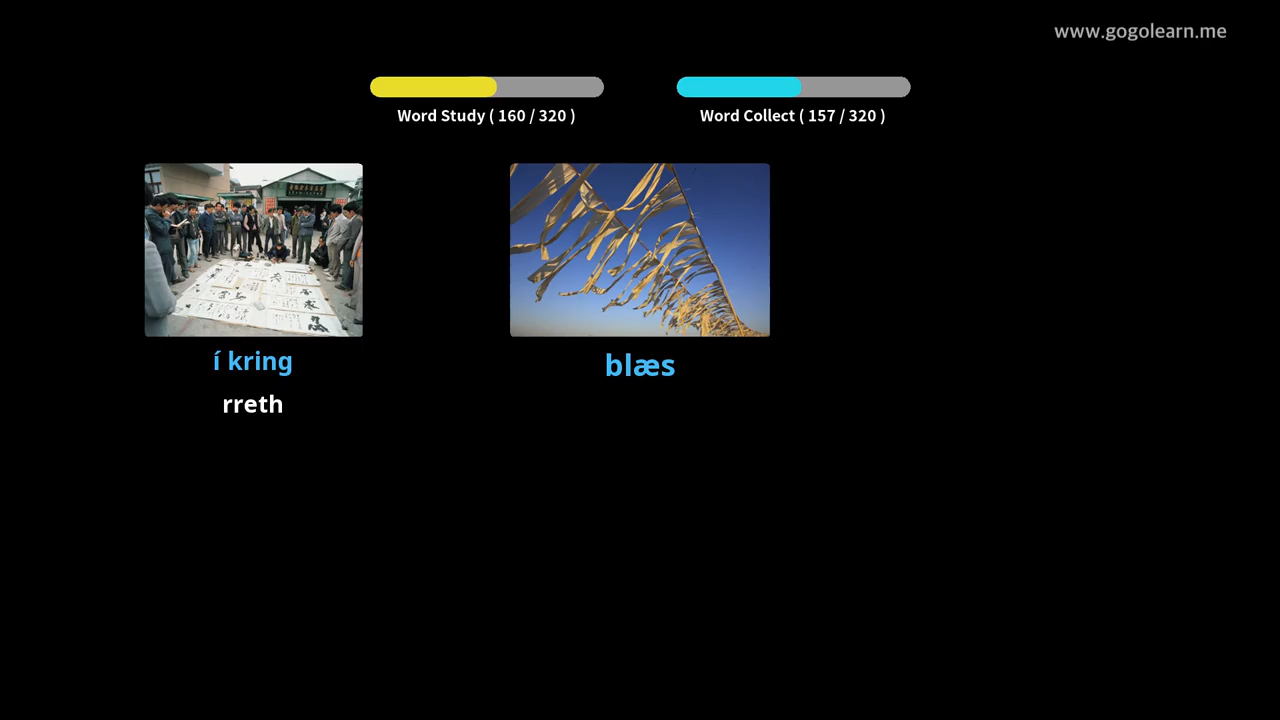 www.gogolearn.me
Word Study ( 160 / 320 )
Word Collect ( 157 / 320 )
í kring
rreth
blæs